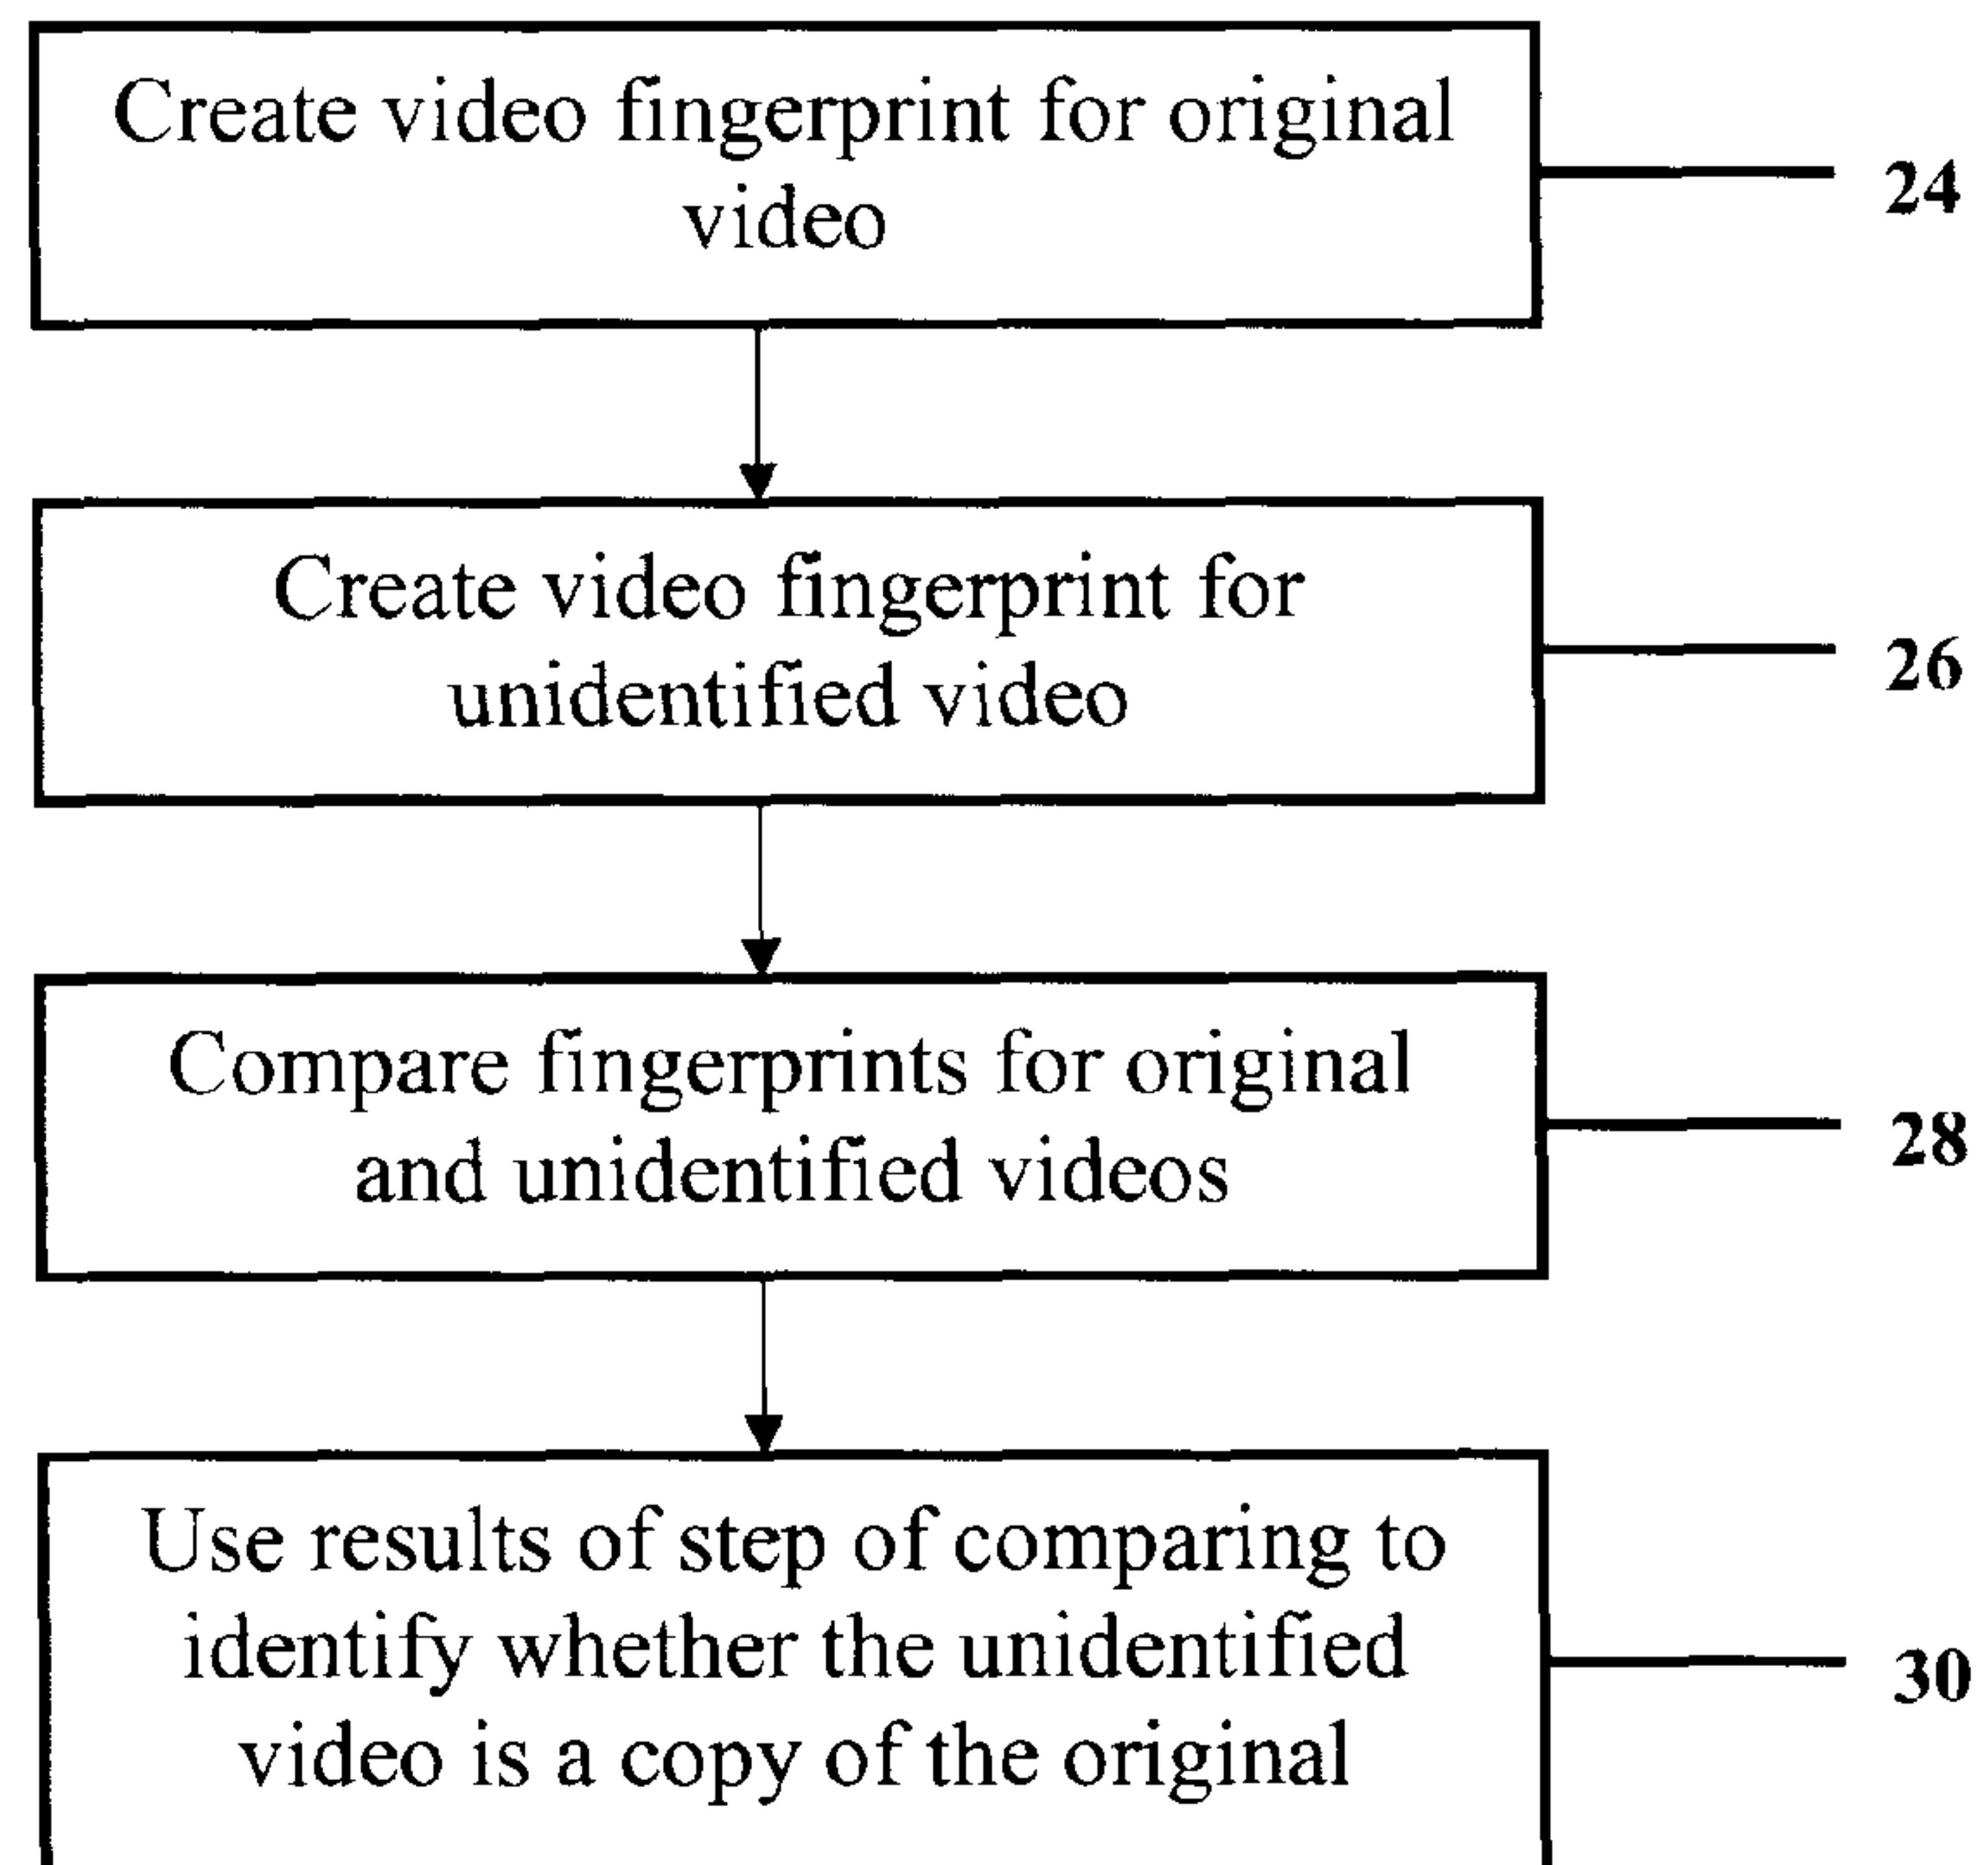 Create video fingerprint for original
video
24
Create video fingerprint for
unidentified video
26
Compare fingerprints for original
and unidentified videos
28
Use results of step of comparing to
identify whether the unidentified
video is a copy of the original
30